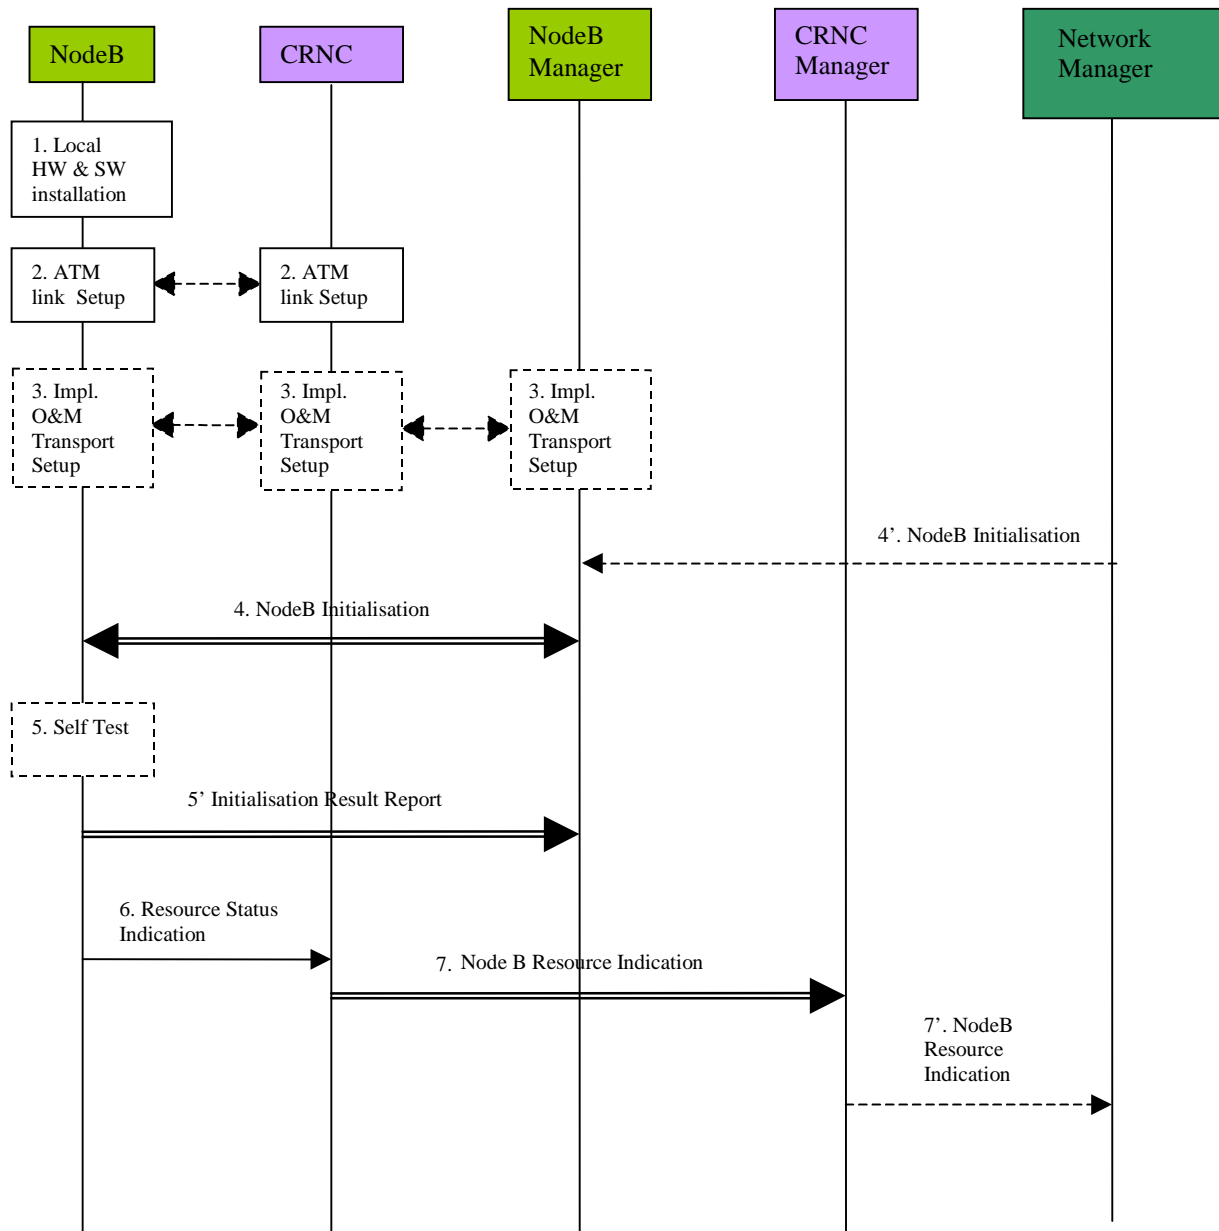 NodeB
CRNC
NodeB
Manager
CRNC
Manager
Network
Manager
1. Local
HW & SW
installation
2. ATM
link  Setup
2. ATM
link Setup
3. Impl.
O&M
Transport
Setup
3. Impl.
O&M
Transport
Setup
3. Impl.
O&M
Transport
Setup
4’. NodeB Initialisation
4. NodeB Initialisation
5. Self Test
5’ Initialisation Result Report
6. Resource Status
Indication
7.  Node B Resource Indication
7’. NodeB
Resource
Indication